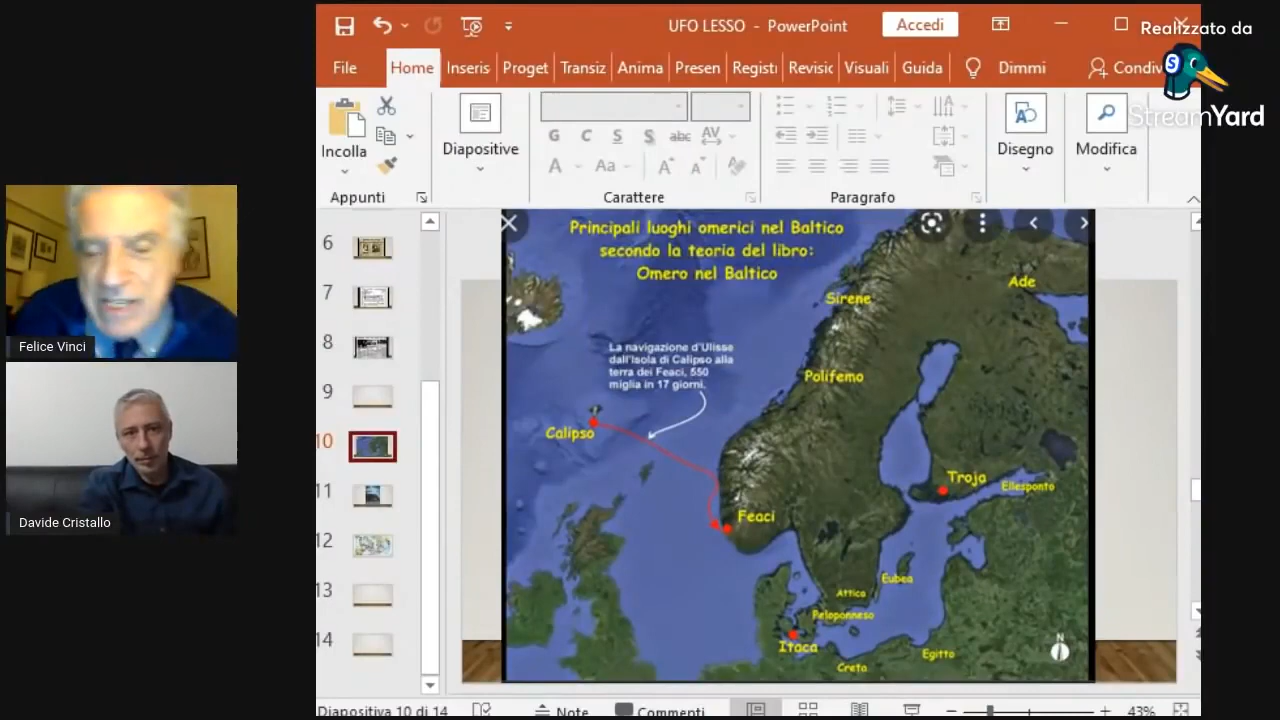 UFO LESSO - PowerPoint
Accedi
Realizzato da
StreamYard
File
Home
Inseris
Proget
Transiz
Anima
Presen
Registi
Revisic
Visuali
Guida
Dimmi
Condiv
Incolla
Diapositive
G C S S abc AV
A Aa A A
Disegno
Modifica
Appunti
Carattere
Paragrafo
6
7
8
9
10
11
12
13
14
Principali luoghi omerici nel Baltico
secondo la teoria del libro:
Omero nel Baltico
Ade
Sirene
La navigazione d'Ulisse
dall'Isola di Calipso alla
terra dei Feaci, 550
miglia in 17 giorni.
Polifemo
Calipso
Troja
Ellesponto
Feaci
Eubea
Attica
Peloponneso
Itaca
Egitto
Creta
N
Felice Vinci
Davide Cristallo
Diapositiva 10 di 14
Note
Commenti
43%